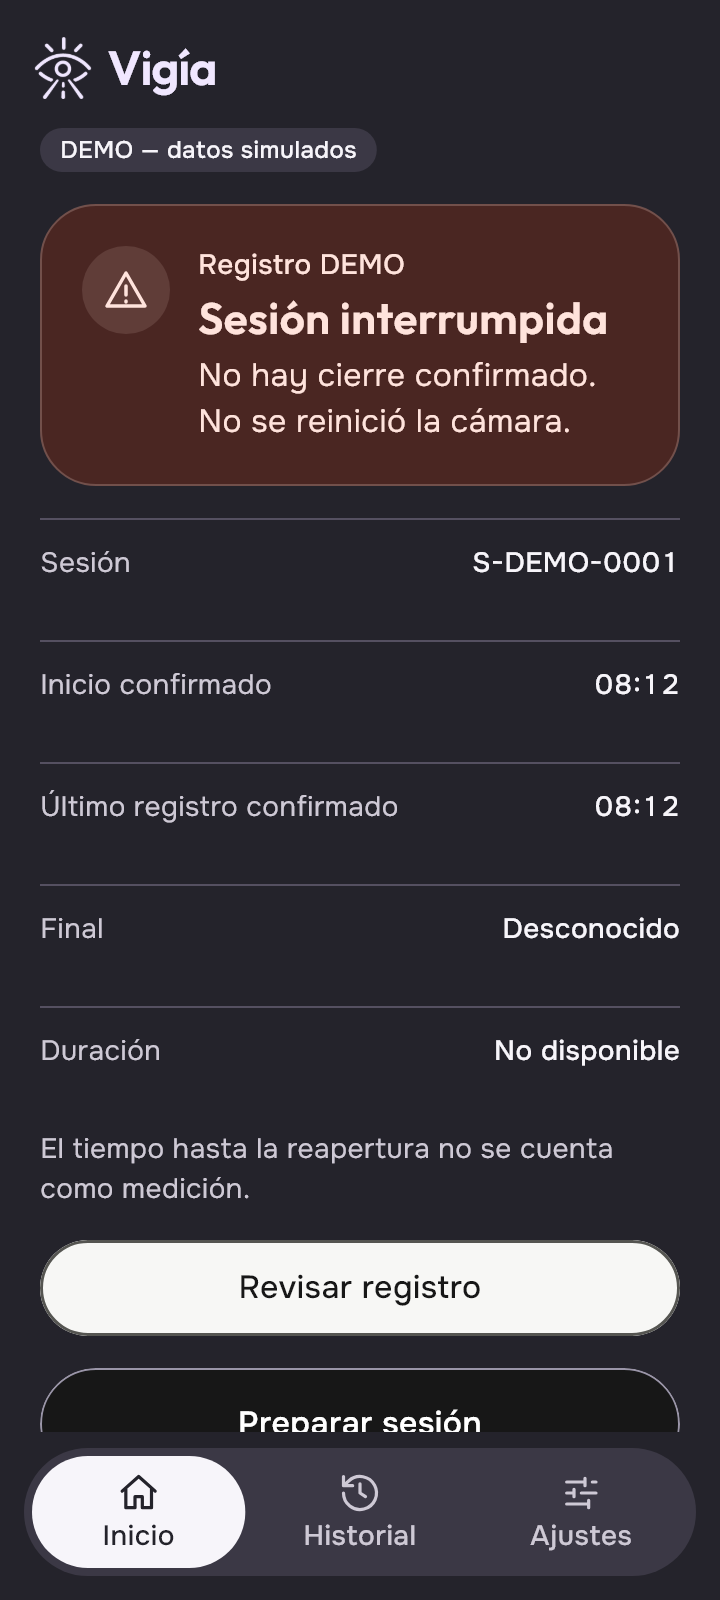 Vigía
DEMO — datos simulados
Registro DEMO
Sesión interrumpida
No hay cierre confirmado.
No se reinició la cámara.
Sesión S-DEMO-0001
Inicio confirmado 08:12
Último registro confirmado 08:12
Final Desconocido
Duración No disponible
El tiempo hasta la reapertura no se cuenta
como medición.
Revisar registro
Preparar sesión
Inicio Historial Ajustes